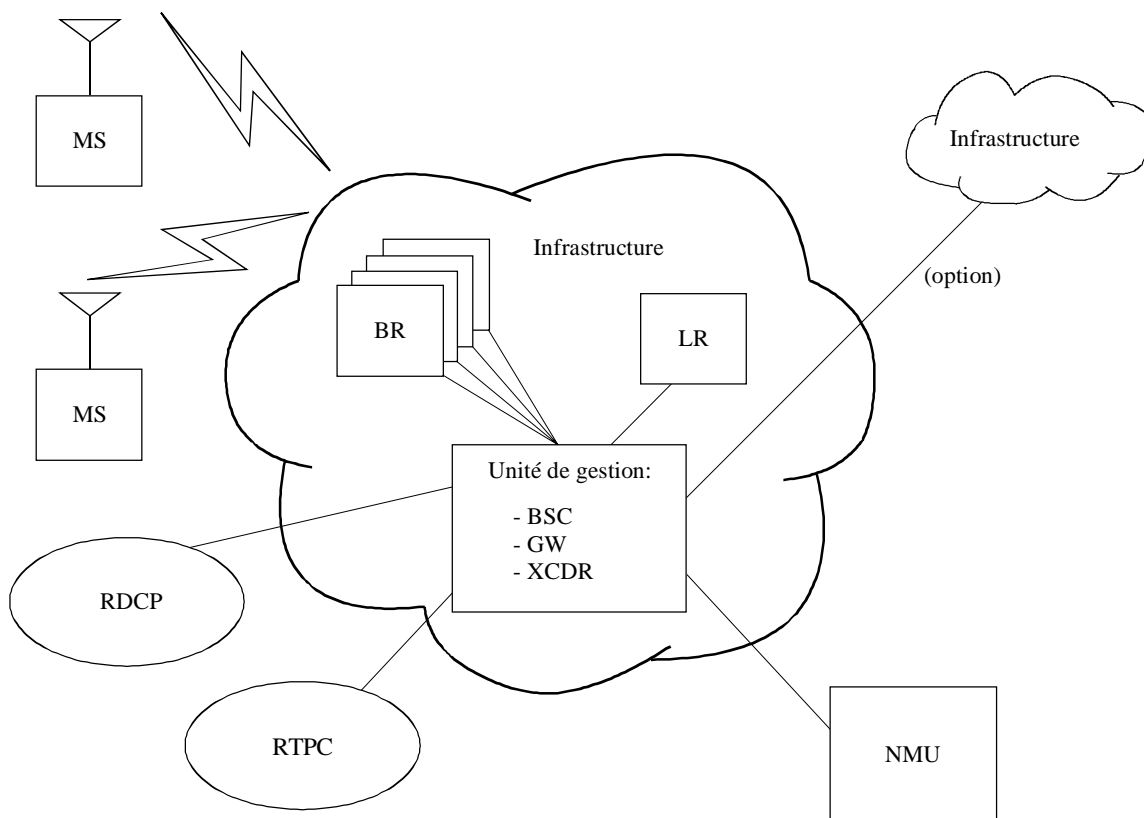 MS
Infrastructure
Infrastructure
(option)
BR
LR
MS
Unité de gestion:
- BSC
- GW
- XCDR
RDCP
RTPC
NMU